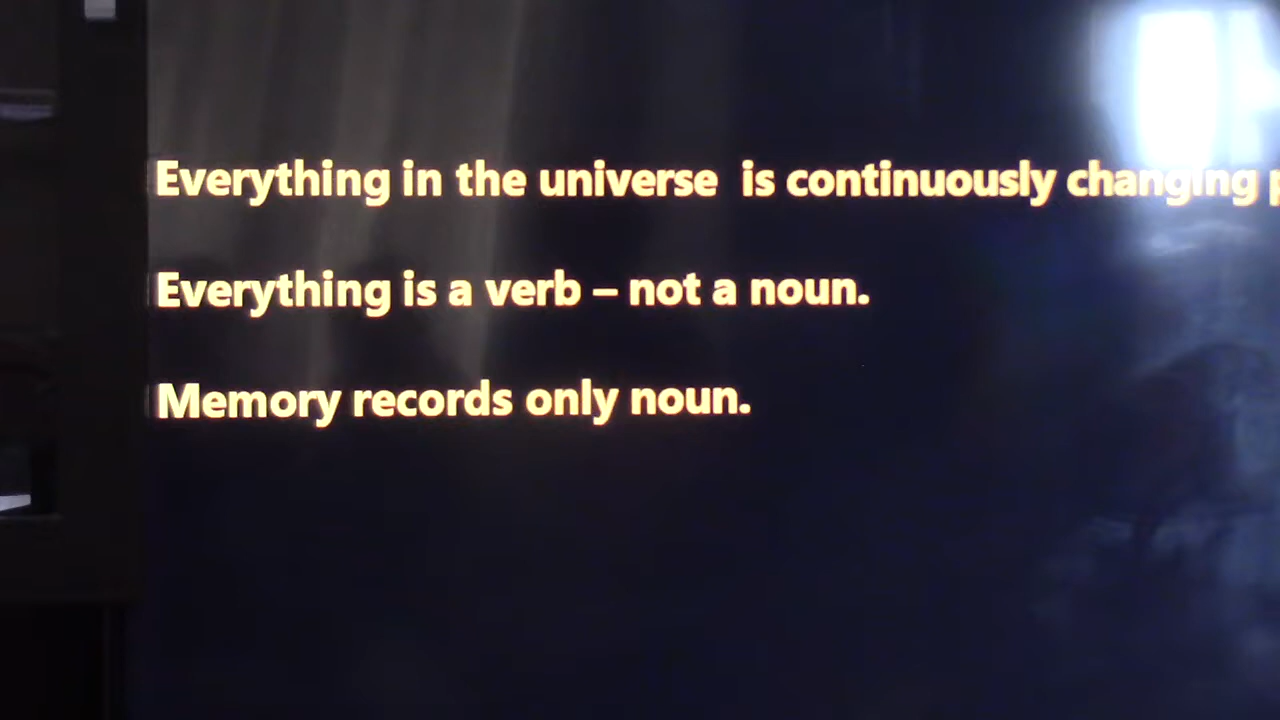 Everything in the universe is continuously changing
Everything is a verb – not a noun.
Memory records only noun.